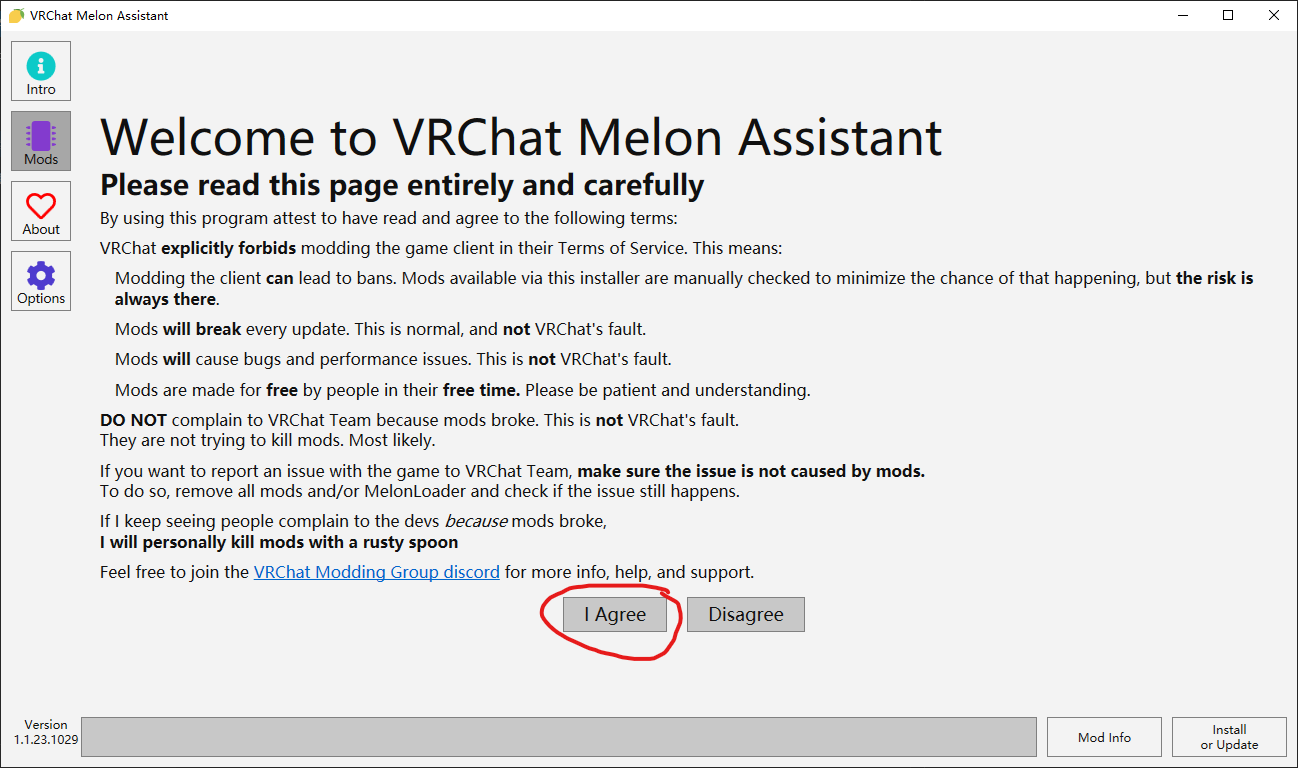 VRChat Melon Assistant
Intro
Mods
About
Options
Welcome to VRChat Melon Assistant
Please read this page entirely and carefully
By using this program attest to have read and agree to the following terms:
VRChat explicitly forbids modding the game client in their Terms of Service. This means:
Modding the client can lead to bans. Mods available via this installer are manually checked to minimize the chance of that happening, but the risk is
always there.
Mods will break every update. This is normal, and not VRChat's fault.
Mods will cause bugs and performance issues. This is not VRChat's fault.
Mods are made for free by people in their free time. Please be patient and understanding.
DO NOT complain to VRChat Team because mods broke. This is not VRChat's fault.
They are not trying to kill mods. Most likely.
If you want to report an issue with the game to VRChat Team, make sure the issue is not caused by mods.
To do so, remove all mods and/or MelonLoader and check if the issue still happens.
If I keep seeing people complain to the devs because mods broke,
I will personally kill mods with a rusty spoon
Feel free to join the VRChat Modding Group discord for more info, help, and support.
I Agree
Disagree
Version
1.1.23.1029
Mod Info
Install
or Update